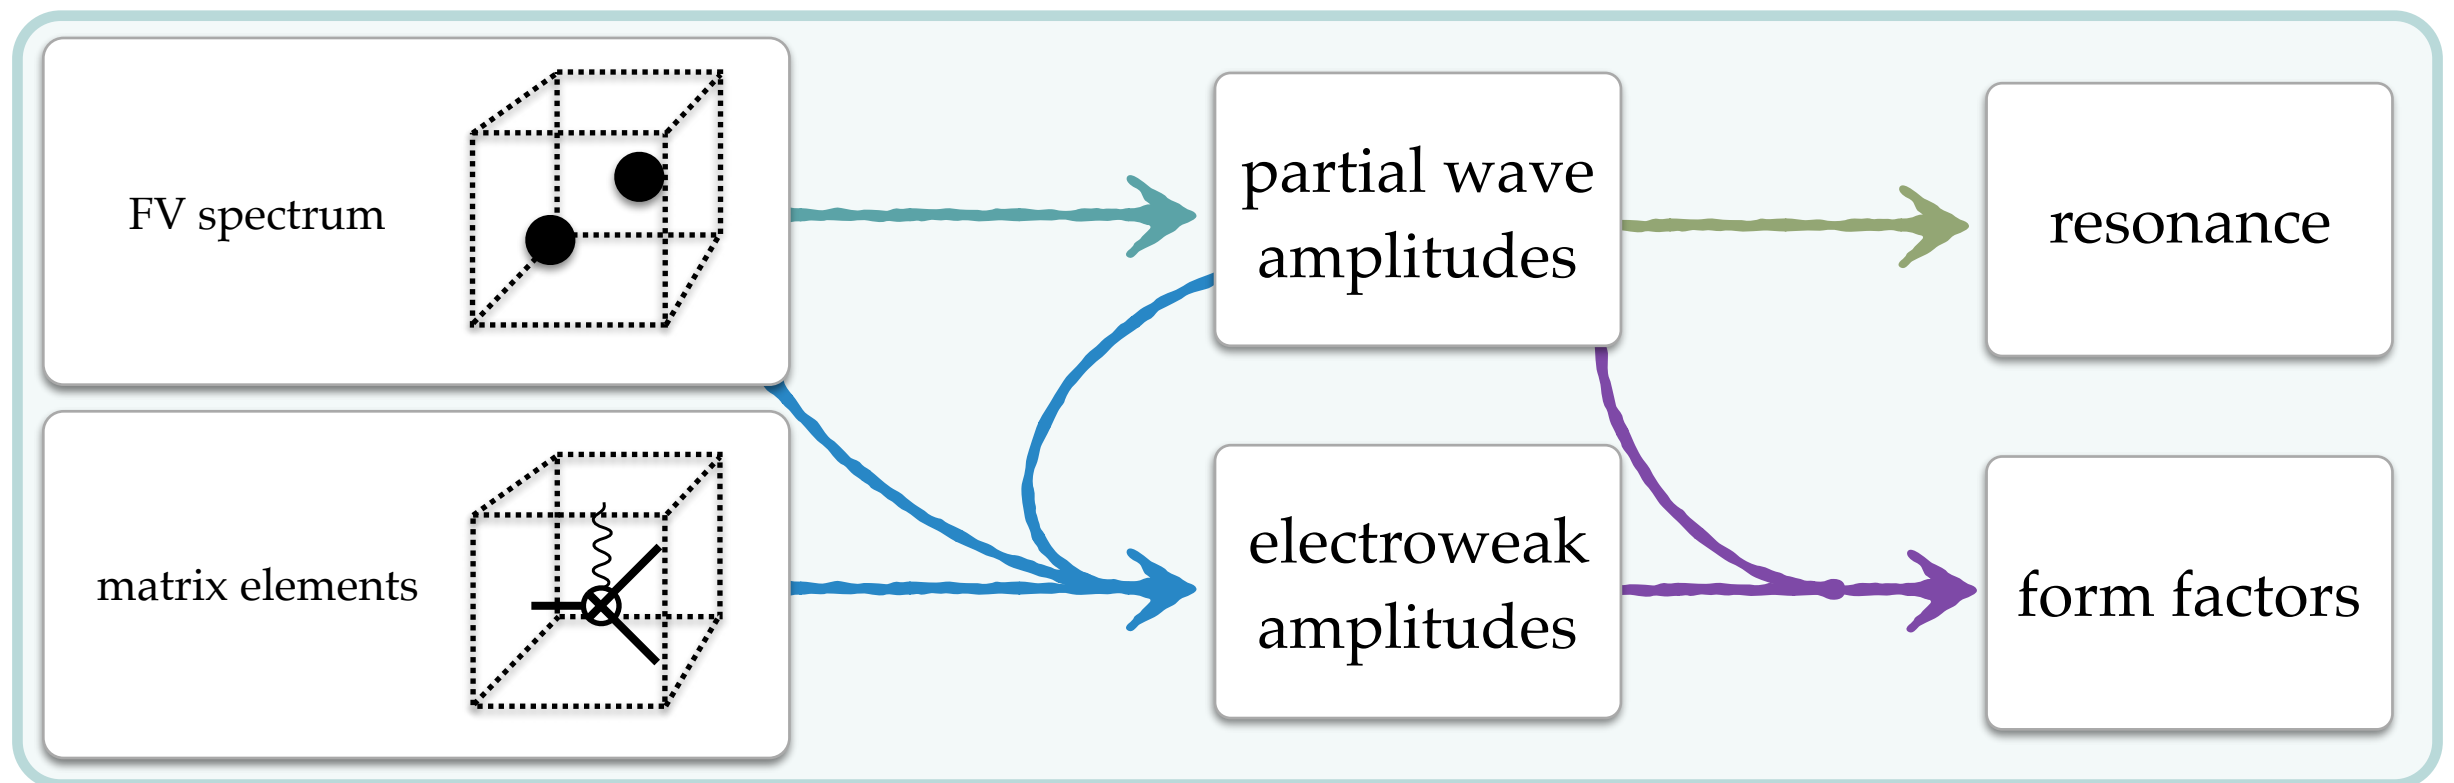 FV spectrum
partial wave
amplitudes
resonance
matrix elements
electroweak
amplitudes
form factors